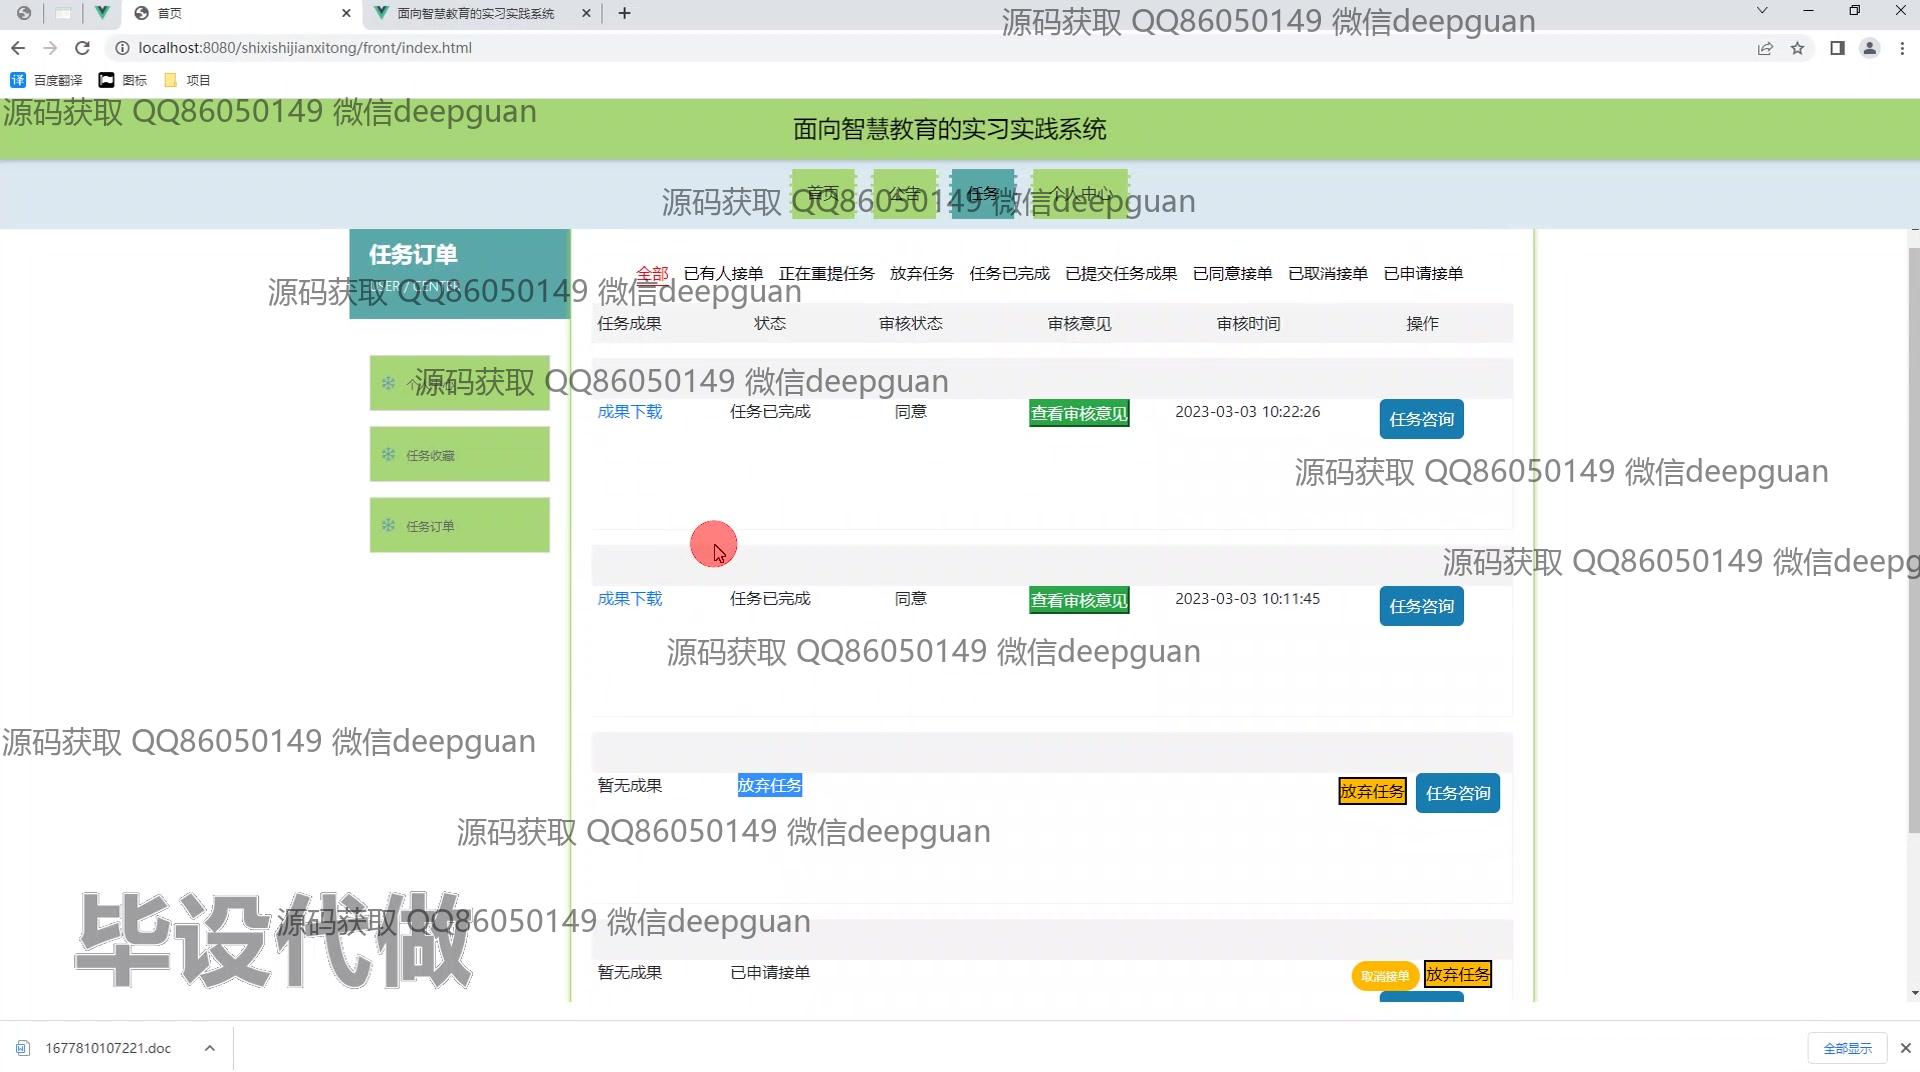 首页
面向智慧教育的实习实践系统
源码获取 QQ86050149 微信deepguan
localhost:8080/shixishijianxitong/front/index.html
译 百度翻译 图标 项目
源码获取 QQ86050149 微信deepguan
面向智慧教育的实习实践系统
首页 公告 任务 个人中心
源码获取 QQ86050149 微信deepguan
任务订单
USER / CENTER
源码获取 QQ86050149 微信deepguan
全部 已有人接单 正在重提任务 放弃任务 任务已完成 已提交任务成果 已同意接单 已取消接单 已申请接单
任务成果 状态 审核状态 审核意见 审核时间 操作
个人中心
源码获取 QQ86050149 微信deepguan
成果下载 任务已完成 同意 查看审核意见 2023-03-03 10:22:26 任务咨询
任务收藏
源码获取 QQ86050149 微信deepguan
任务订单
源码获取 QQ86050149 微信deepg
成果下载 任务已完成 同意 查看审核意见 2023-03-03 10:11:45 任务咨询
源码获取 QQ86050149 微信deepguan
源码获取 QQ86050149 微信deepguan
暂无成果 放弃任务 放弃任务 任务咨询
源码获取 QQ86050149 微信deepguan
毕设代做
源码获取 QQ86050149 微信deepguan
暂无成果 已申请接单 取消接单 放弃任务
1677810107221.doc
全部显示